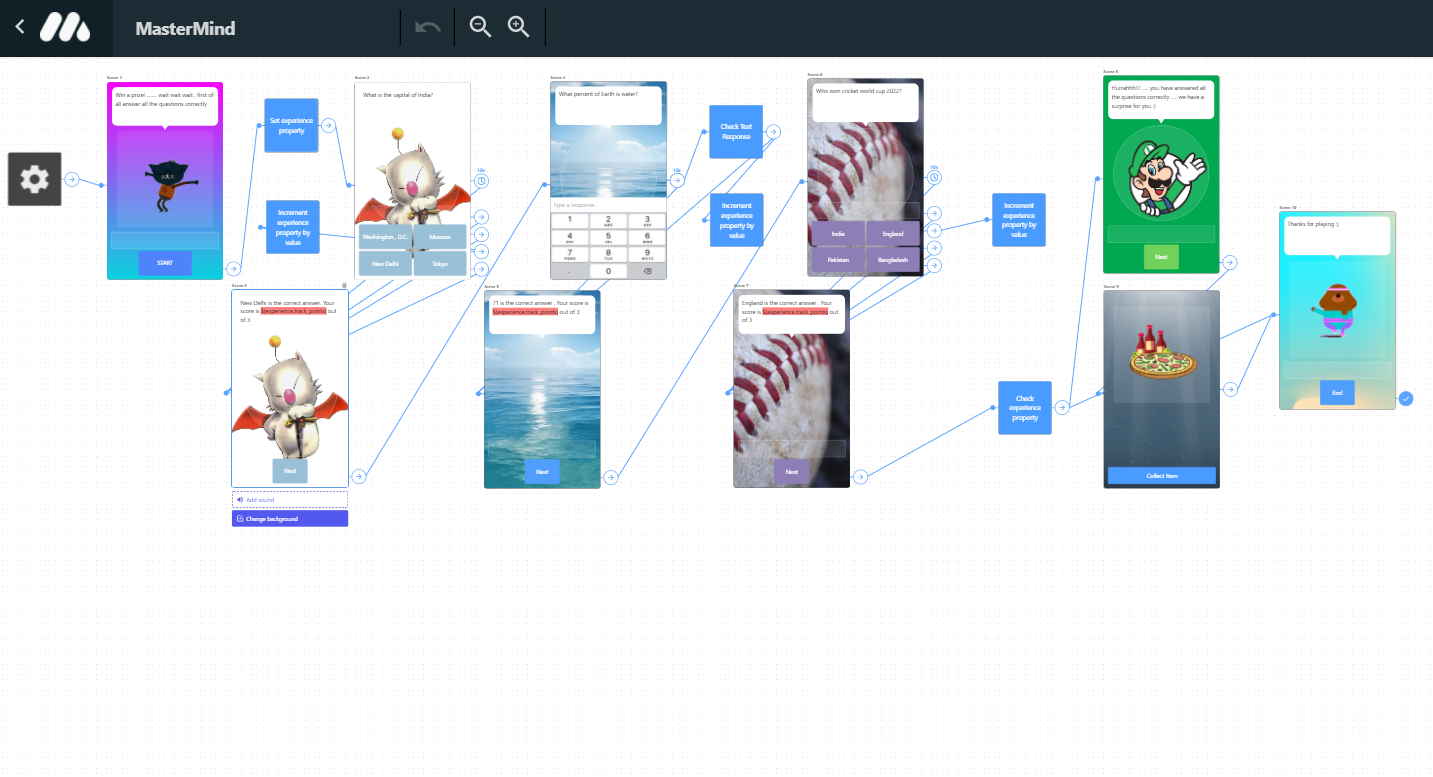 MasterMind
Scene 1
Win a prize! ........ wait wait wait , first of
all answer all the questions correctly
START
Set experience
property
Increment
experience
property by
value
Scene 2
What is the capital of India?
10s
Washington , D.C.
Moscow
New Delhi
Tokyo
Scene 3
New Delhi is the correct answer. Your
score is ${experience.track_points} out
of 3
Next
Add sound
Change background
Scene 4
What percent of Earth is water?
10s
Type a response...
1
2
ABC
3
DEF
4
GHI
5
JKL
6
MNO
7
PQRS
8
TUV
9
WXYZ
.
0
71 is the correct answer . Your score is
${experience.track_points} out of 3
Next
Check Text
Response
Increment
experience
property by
value
Scene 6
Who won cricket world cup 2022?
10s
India
England
Pakistan
Bangladesh
Scene 7
England is the correct answer . Your
score is ${experience.track_points} out
of 3
Next
Increment
experience
property by
value
Check
experience
property
Hurrahhh!! .... you have answered all
the questions correctly .... we have a
surprise for you :)
Next
Scene 9
Collect Item
Scene 10
Thanks for playing :)
End